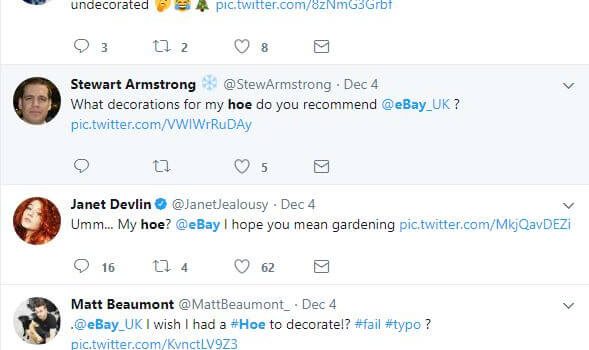 undecorated 🤔😂🎄 pic.twitter.com/8zNmG3Grbf
3 2 8
Stewart Armstrong ❄ @StewArmstrong · Dec 4
What decorations for my hoe do you recommend @eBay_UK ?
pic.twitter.com/VWlWrRuDAy
5
Janet Devlin @JanetJealousy · Dec 4
Umm... My hoe? @eBay I hope you mean gardening pic.twitter.com/MkjQavDEZi
16 4 62
Matt Beaumont @MattBeaumont_ · Dec 4
.@eBay_UK I wish I had a #Hoe to decorate!? #fail #typo ?
pic.twitter.com/KvnctLV9Z3